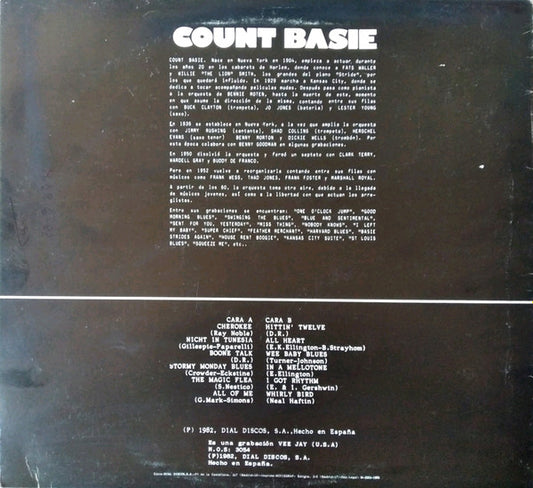 COUNT BASIE
COUNT BASIE. Nace en Nueva York en 1904, empieza a actuar durante
los años 20 en los cabarets de Harlem, donde conoce a FATS WALLER
y WILLIE "THE LION" SMITH, los grandes del piano "Stride", por
los que quedará influido. En 1928 marcha a Kansas City, donde se
dedica a tocar acompañando películas mudas. Después pasa como pianista
a la orquesta de BENNIE MOTEN, hasta la muerte de este, momento
en que asume la dirección de la misma, contando entre sus filas
con BUCK CLAYTON (trompeta), JO JONES (batería) y LESTER YOUNG
(saxo).
En 1936 se establece en Nueva-York, a la vez que amplia la orquesta
con JIMMY RUSHING (cantante), SHAD COLLINS (trompeta), HERSCHEL
EVANS (saxo-tenor) BENNY MORTON y DICKIE WELLS (trombón). Por
esta época colabora con BENNY GOODMAN en algunas grabaciones.
En 1950 disolvió la orquesta y formó un septeto con CLARK TERRY,
WARDELL GRAY y BUDDY DE FRANCO.
Pero en 1952 vuelve a reorganizarla contando entre sus filas con
músicos como FRANK WESS, THAD JONES, FRANK FOSTER y MARSHALL ROYAL.
A partir de los 60, la orquesta toma otro aire, debido a la llegada
de músicos jovenes, así como a la libertad con que actuan los arre-
glistas.
Entre sus grabaciones se encuentran: "ONE O'CLOCK JUMP", "GOOD
MORNING BLUES", "SWINGING THE BLUES", "BLUE AND SENTIMENTAL",
"SENT FOR YOU, YESTERDAY", "MISS THING", "NOBODY KNOWS", "I LEFT
MY BABY", "SUPER CHIEF", "FEATHER MERCHANT", "HARVARD BLUES", "BASIE
STRIDES AGAIN", "HOUSE RENT BOOGIE", "KANSAS CITY SUITE", "ST LOUIS
BLUES", "SQUEEZE ME", etc..
CARA A
CHEROKEE
(Ray Noble)
NICHT IN TUNESIA
(Gillespie-Paparelli)
BOONE TALK
(D.R.)
STORMY MONDAY BLUES
(Crowder-Eckstine)
THE MAGIC FLEA
(S.Nestico)
ALL OF ME
(G.Mark-Simons)
CARA B
HITTIN' TWELVE
(D.R.)
ALL HEART
(E.K.Ellington-B.Strayhom)
WEE BABY BLUES
(Turner-Johnson)
IN A MELLOTONE
(E.Ellington)
I GOT RHYTHM
(E. & I. Gershwin)
WHIRLY BIRD
(Neal Haftin)
(P) 1982, DIAL DISCOS, S.A.,Hecho en España
Es una grabación VEE JAY (U.S.A)
N.O.S: 3054
(P)1982, DIAL DISCOS, S.A.
Hecho en España.